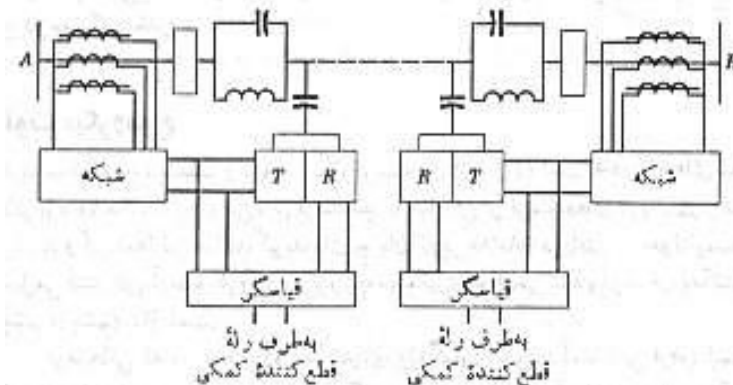 A
B
شبکه
T R
R T
شبکه
قیاسگر
قیاسگر
به‌طرف رلهٔ
قطع‌کنندهٔ کمکی
به‌طرف رلهٔ
قطع‌کنندهٔ کمکی